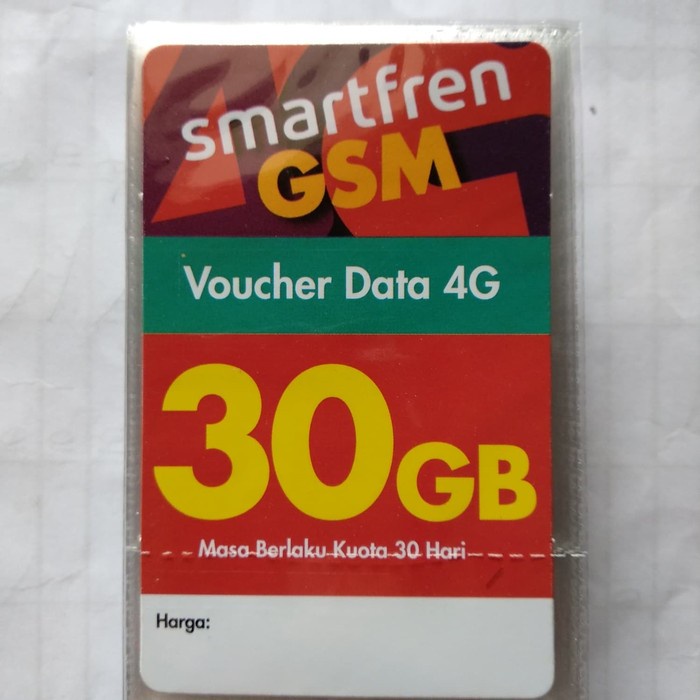 smartfren
GSM
Voucher Data 4G
30GB
Masa Berlaku Kuota 30 Hari
Harga: